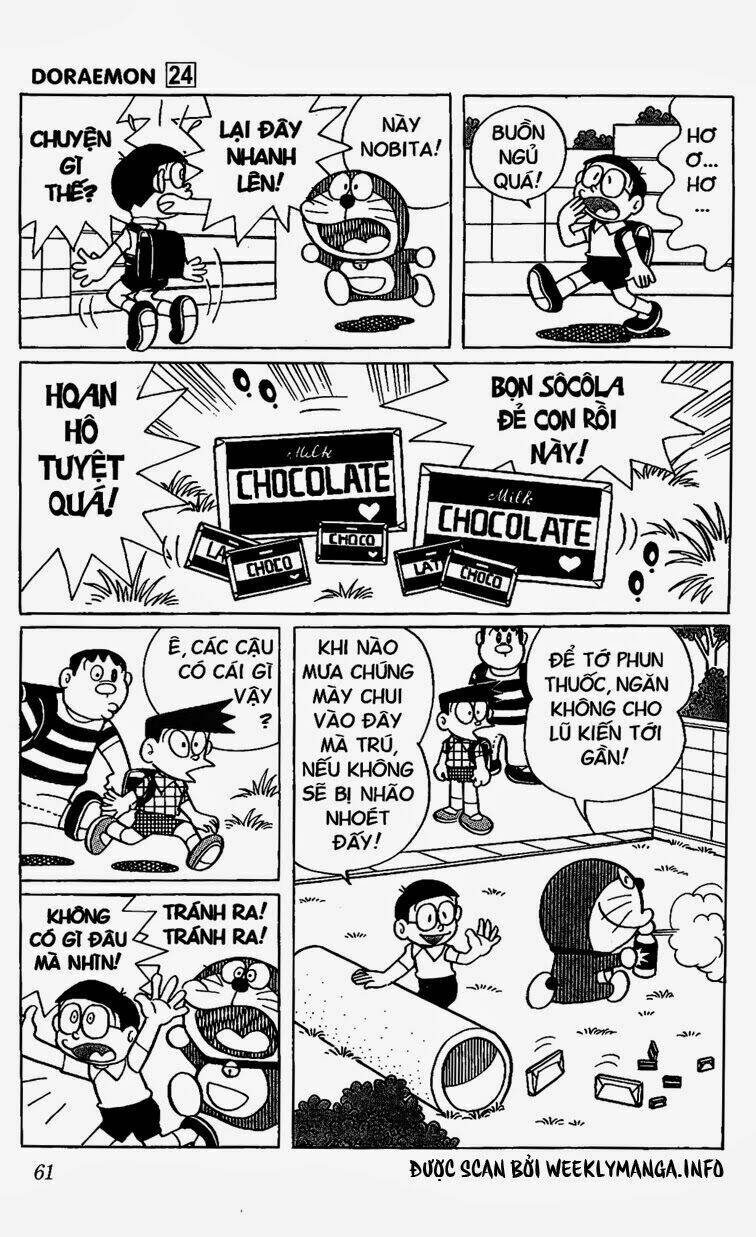 DORAEMON 24
HƠ
Ơ...
HƠ
...
BUỒN
NGỦ
QUÁ!
NÀY
NOBITA!
LẠI ĐÂY
NHANH
LÊN!
CHUYỆN
GÌ
THẾ?
BỌN SÔCÔLA
ĐẺ CON RỒI
NÀY!
HOAN
HÔ
TUYỆT
QUÁ!
Milk
CHOCOLATE
Milk
CHOCOLATE
LA
CHOCO
CHOCO
LAT
CHOCO
ĐỂ TỚ PHUN
THUỐC, NGĂN
KHÔNG CHO
LŨ KIẾN TỚI
GẦN!
KHI NÀO
MƯA CHÚNG
MÀY CHUI
VÀO ĐÂY
MÀ TRÚ,
NẾU KHÔNG
SẼ BỊ NHÃO
NHOÉT
ĐẤY!
Ê, CÁC CẬU
CÓ CÁI GÌ
VẬY
?
TRÁNH RA!
TRÁNH RA!
KHÔNG
CÓ GÌ ĐÂU
MÀ NHÌN!
61
ĐƯỢC SCAN BỞI WEEKLYMANGA.INFO